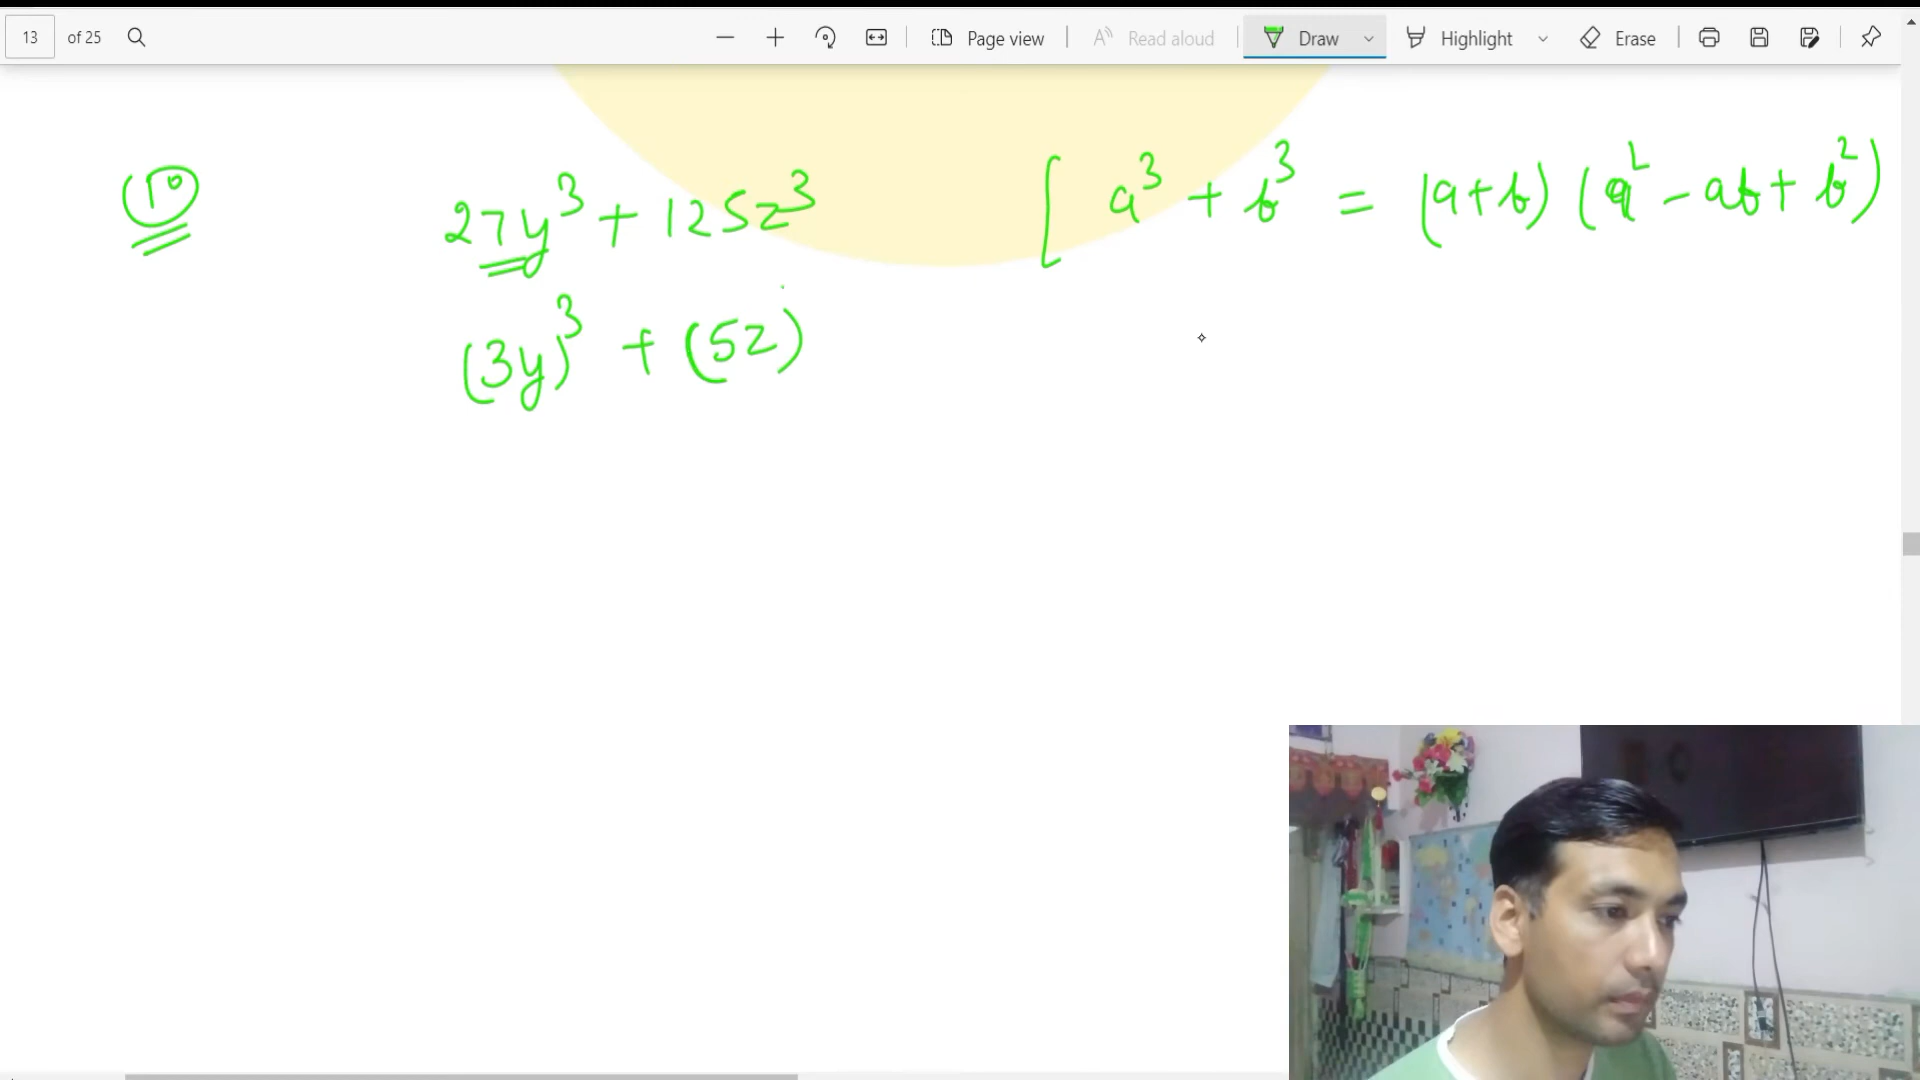 13 of 25 Page view Read aloud Draw Highlight Erase
27y³ + 125z³ [ a³ + b³ = (a+b) (a² - ab + b²)
(3y)³ + (5z)